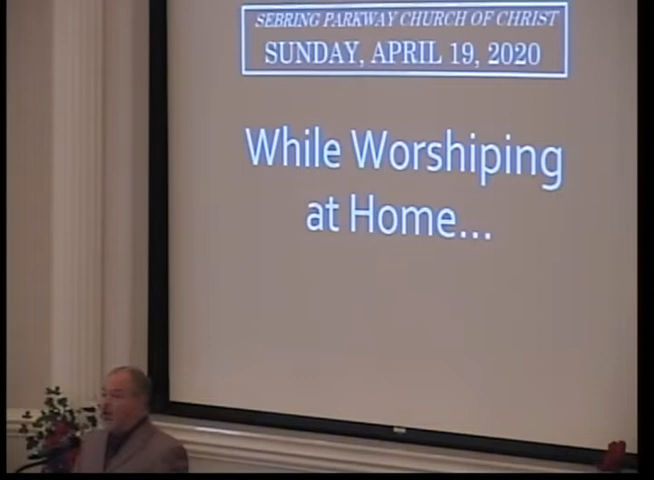 SEBRING PARKWAY CHURCH OF CHRIST
SUNDAY, APRIL 19, 2020
While Worshiping
at Home...